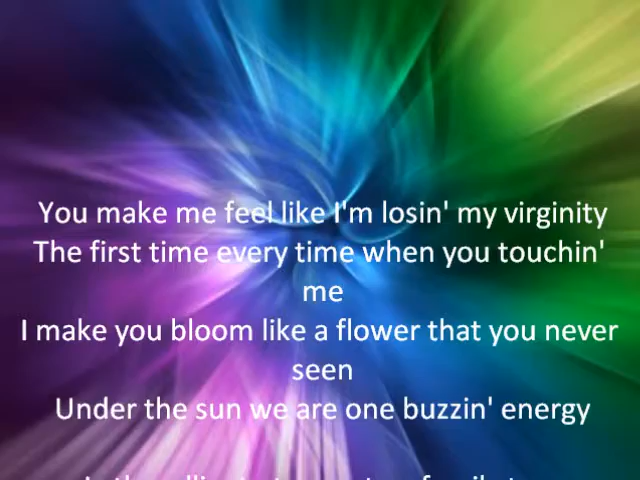 You make me feel like I'm losin' my virginity
The first time every time when you touchin'
me
I make you bloom like a flower that you never
seen
Under the sun we are one buzzin' energy